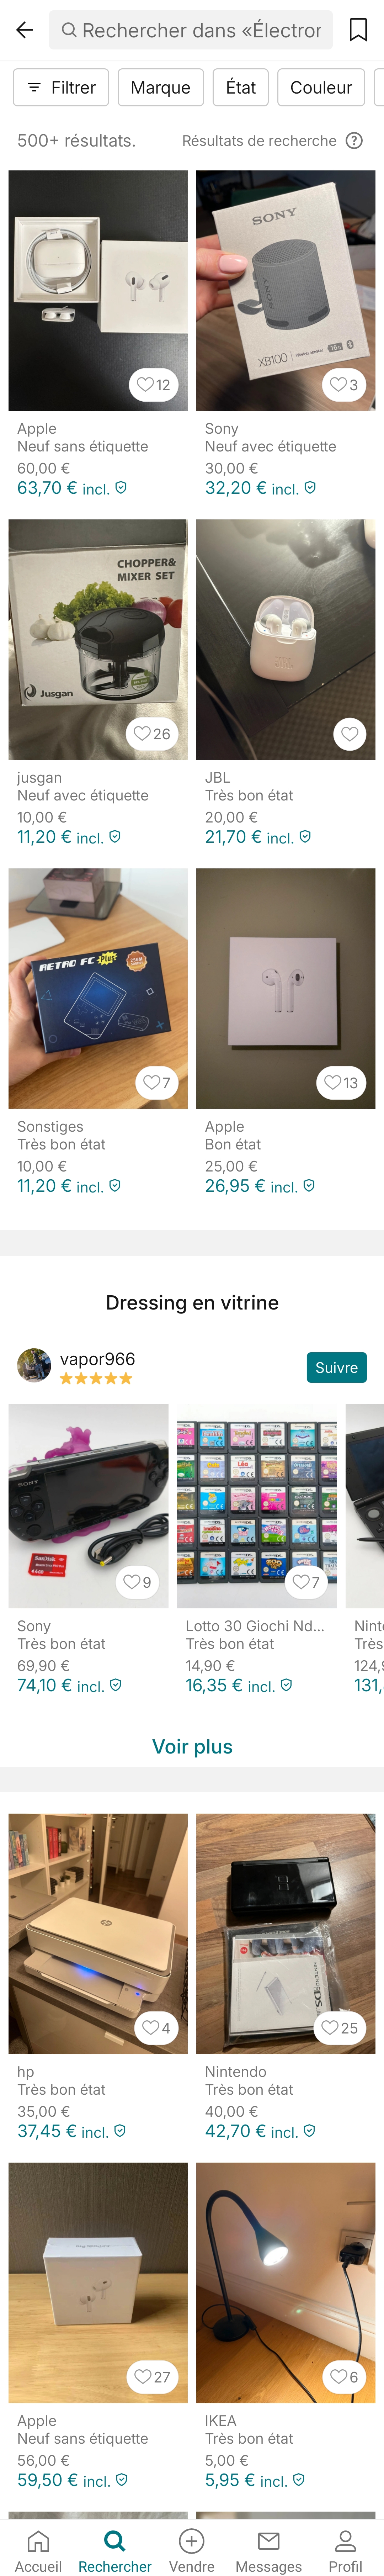 Rechercher dans «Électror
Filtrer
Marque
État
Couleur
500+ résultats.
Résultats de recherche
12
SONY
SONY
XB100
16h
3
Apple
Neuf sans étiquette
60,00 €
63,70 € incl.
Sony
Neuf avec étiquette
30,00 €
32,20 € incl.
CHOPPER&
MIXER SET
Jusgan
26
JBL
jusgan
Neuf avec étiquette
10,00 €
11,20 € incl.
JBL
Très bon état
20,00 €
21,70 € incl.
RETRO FC Plus
7
13
Sonstiges
Très bon état
10,00 €
11,20 € incl.
Apple
Bon état
25,00 €
26,95 € incl.
Dressing en vitrine
vapor966
Suivre
SONY
SanDisk
4GB
9
7
Sony
Très bon état
69,90 €
74,10 € incl.
Lotto 30 Giochi Nd...
Très bon état
14,90 €
16,35 € incl.
Ninte
Très
124,9
131,
Voir plus
hp
4
NINTENDO DS
25
hp
Très bon état
35,00 €
37,45 € incl.
Nintendo
Très bon état
40,00 €
42,70 € incl.
27
6
Apple
Neuf sans étiquette
56,00 €
59,50 € incl.
IKEA
Très bon état
5,00 €
5,95 € incl.
Accueil
Rechercher
Vendre
Messages
Profil